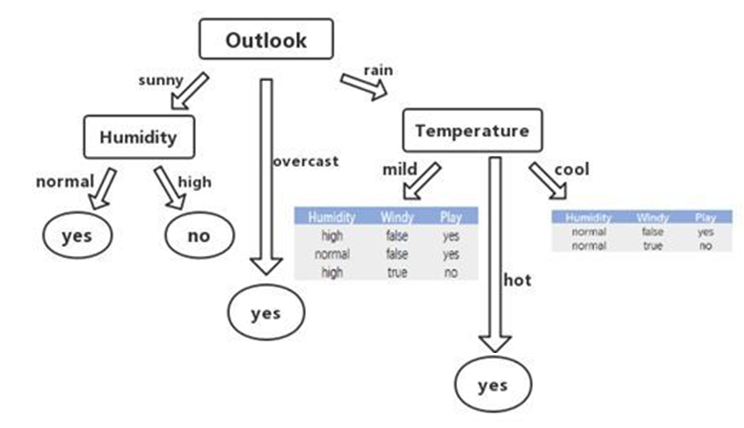 Outlook
sunny
rain
Humidity
Temperature
overcast
mild
cool
normal
high
yes
no
Humidity Windy Play
high false yes
normal false yes
high true no
Humidity Windy Play
normal false yes
normal true no
hot
yes
yes